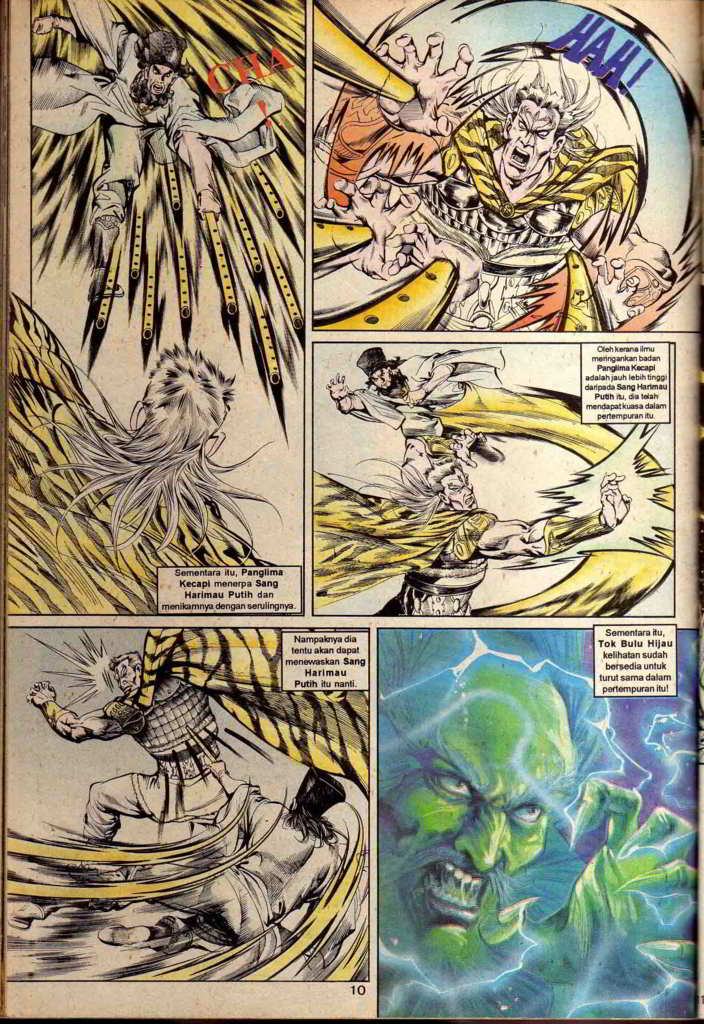 CHA
!
HAH!
Sementara itu, Panglima
Kecapi menerpa Sang
Harimau Putih dan
menikamnya dengan serulingnya.
Oleh kerana ilmu
meringankan badan
Panglima Kecapi
adalah jauh lebih tinggi
daripada Sang Harimau
Putih itu, dia telah
mendapat kuasa dalam
pertempuran itu.
Nampaknya dia
tentu akan dapat
menewaskan Sang
Harimau
Putih itu nanti.
Sementara itu,
Tok Bulu Hijau
kelihatan sudah
bersedia untuk
turut sama dalam
pertempuran itu!
10